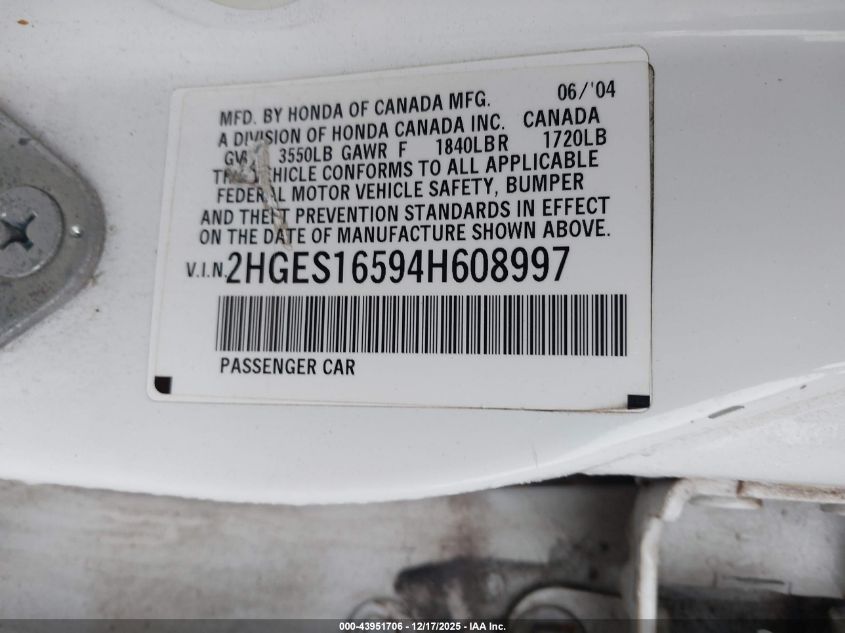 06/'04
MFD. BY HONDA OF CANADA MFG.
A DIVISION OF HONDA CANADA INC. CANADA
3550LB GAWR F 1840LB R 1720LB
VEHICLE CONFORMS TO ALL APPLICABLE
FEDERAL MOTOR VEHICLE SAFETY, BUMPER
AND THEFT PREVENTION STANDARDS IN EFFECT
ON THE DATE OF MANUFACTURE SHOWN ABOVE.
V.I.N. 2HGES16594H608997
PASSENGER CAR
000-43951706 - 12/17/2025 - IAA Inc.